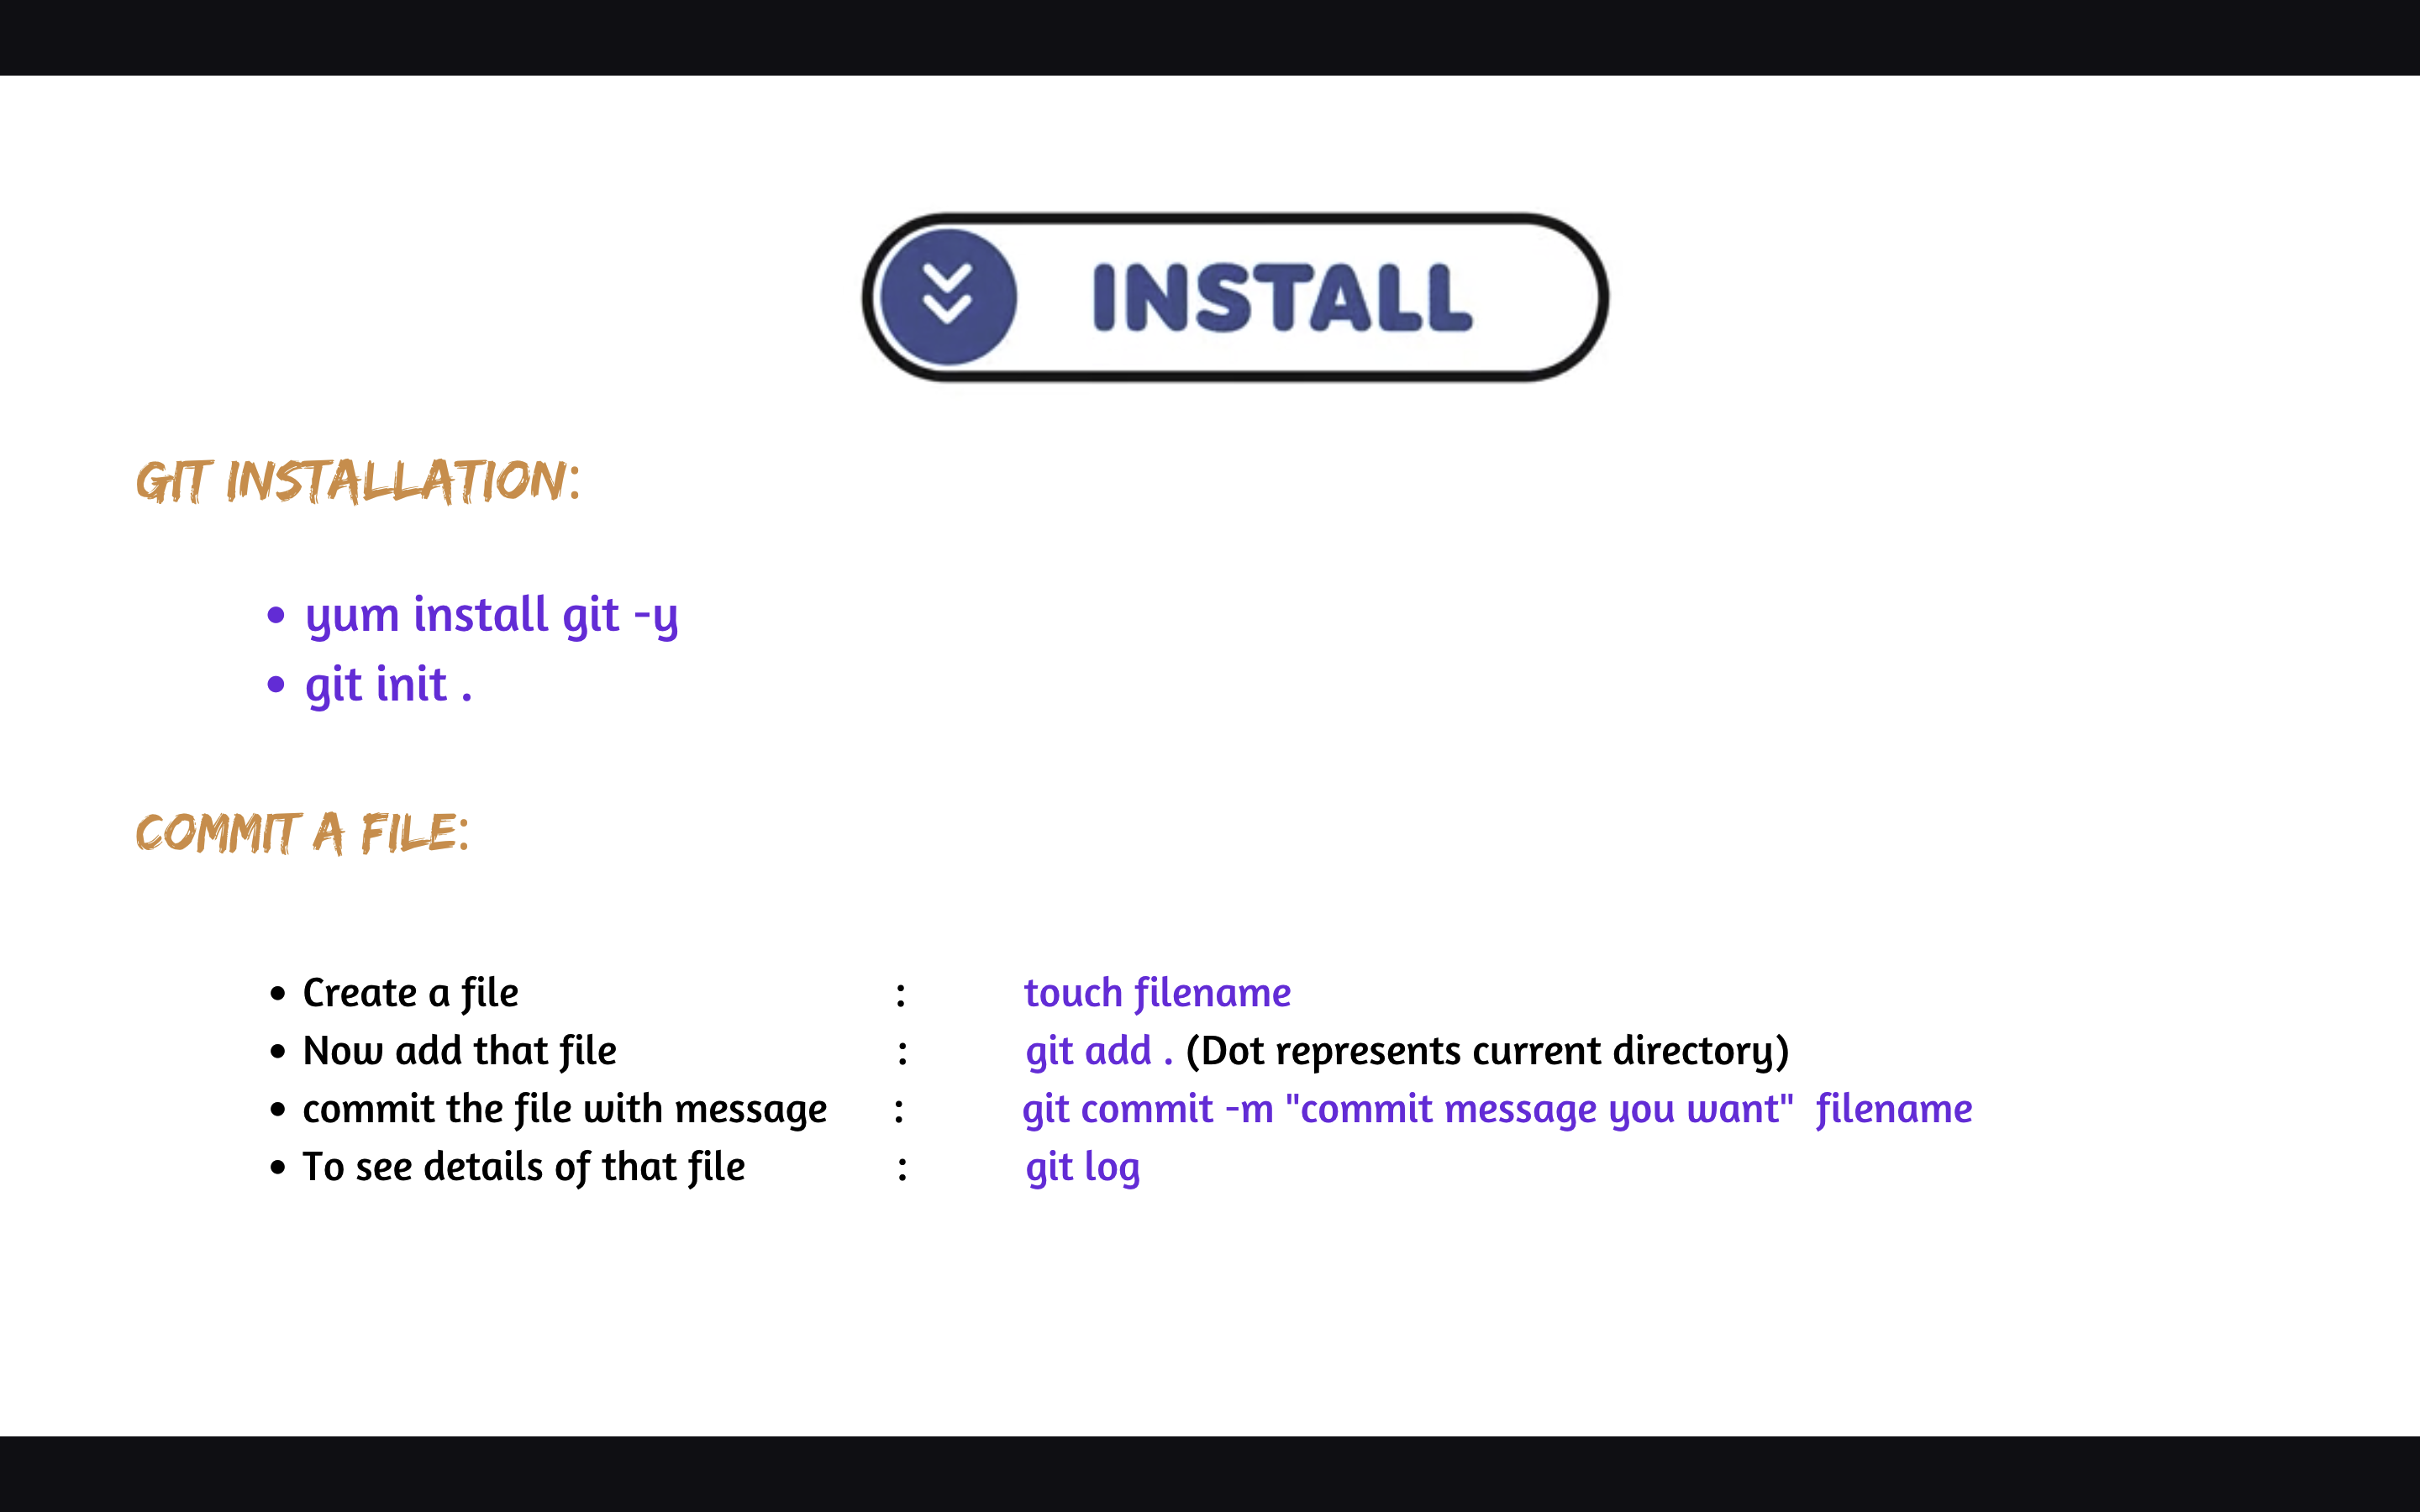 INSTALL
GIT INSTALLATION:
• yum install git -y
• git init .
COMMIT A FILE:
• Create a file : touch filename
• Now add that file : git add . (Dot represents current directory)
• commit the file with message : git commit -m "commit message you want" filename
• To see details of that file : git log